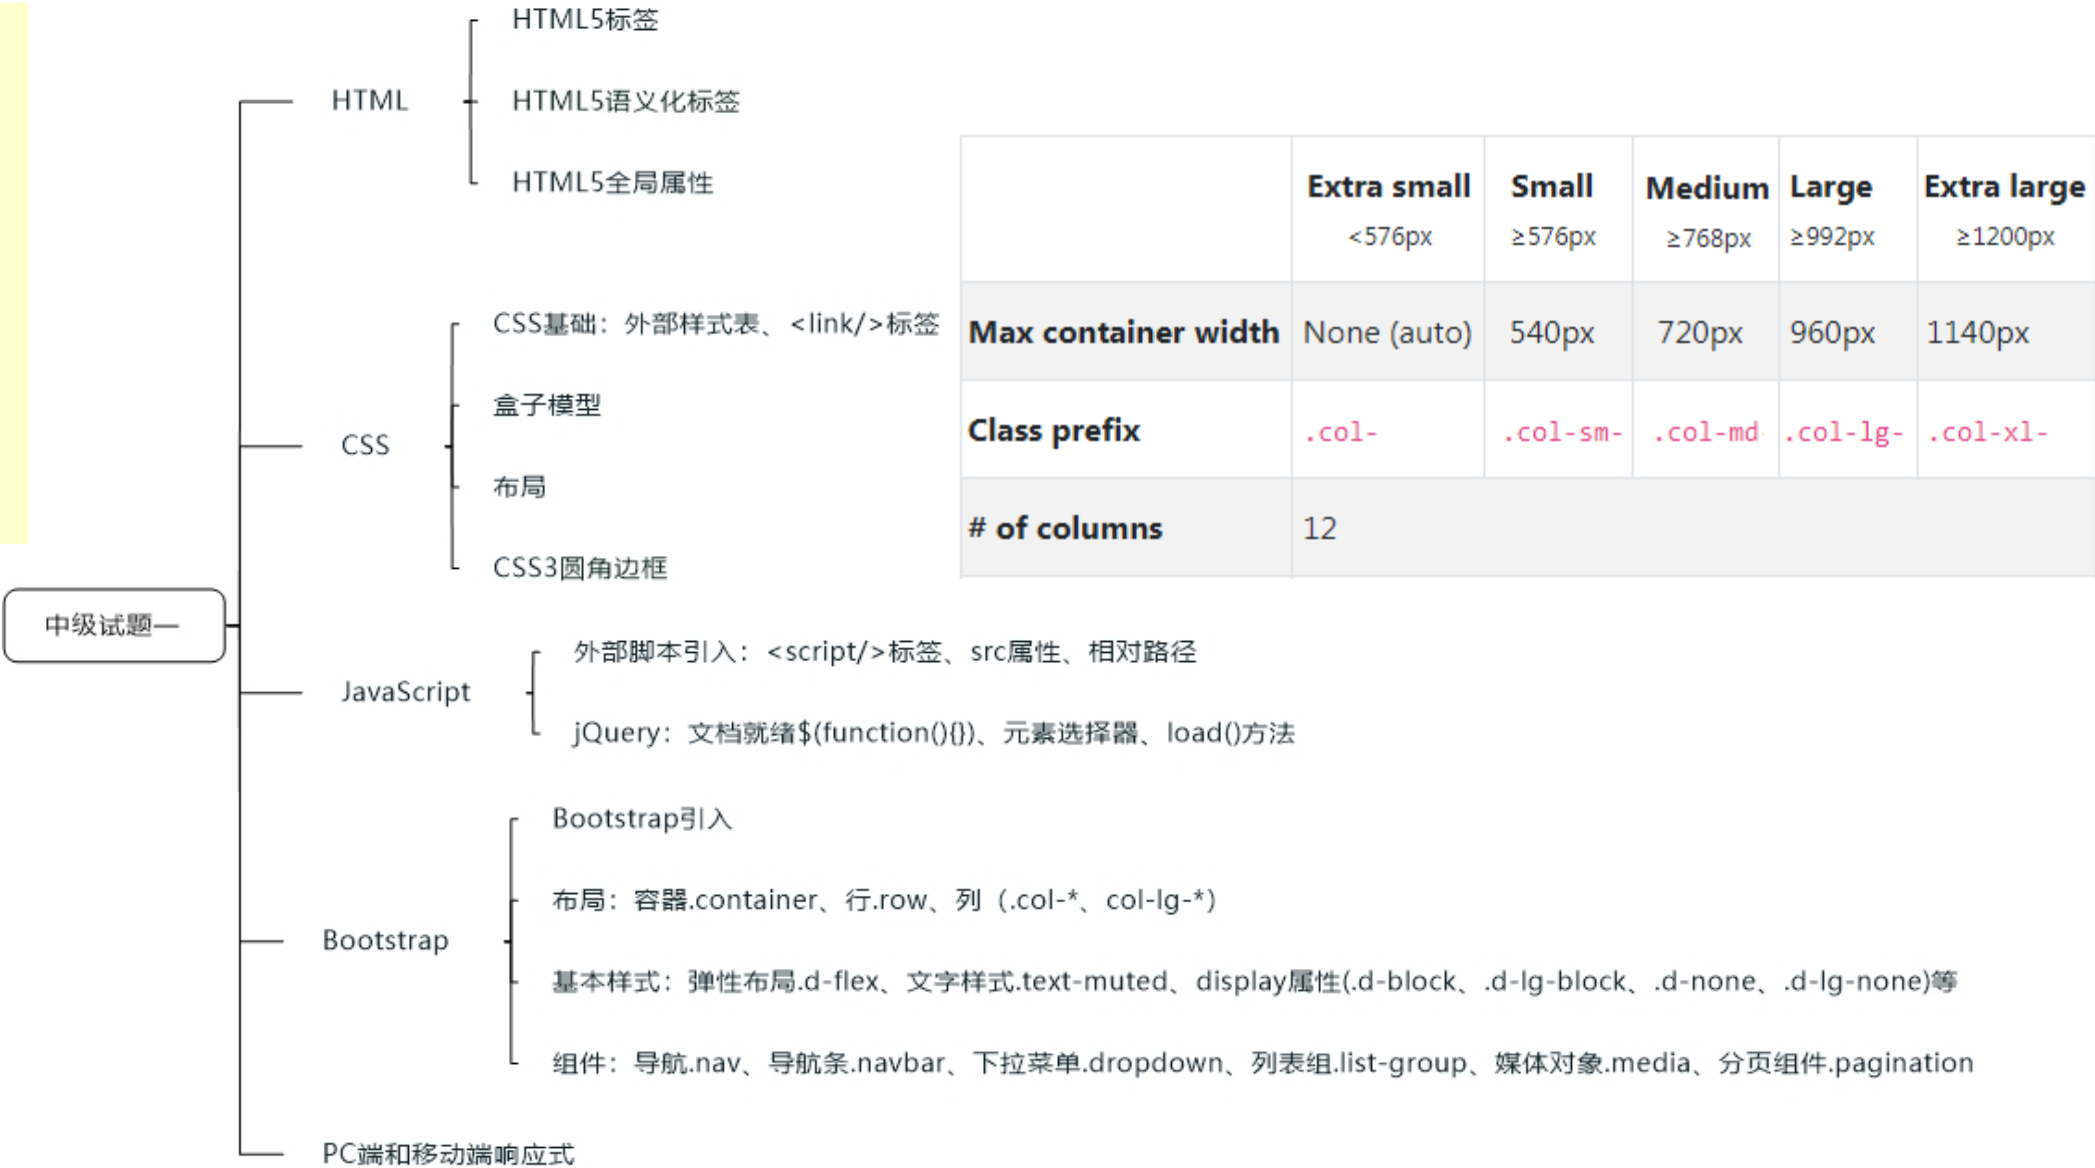 中级试题一
HTML
HTML5标签
HTML5语义化标签
HTML5全局属性
CSS
CSS基础：外部样式表、<link/>标签
盒子模型
布局
CSS3圆角边框
JavaScript
外部脚本引入：<script/>标签、src属性、相对路径
jQuery：文档就绪$(function(){})、元素选择器、load()方法
Bootstrap
Bootstrap引入
布局：容器.container、行.row、列（.col-*、col-lg-*）
基本样式：弹性布局.d-flex、文字样式.text-muted、display属性(.d-block、.d-lg-block、.d-none、.d-lg-none)等
组件：导航.nav、导航条.navbar、下拉菜单.dropdown、列表组.list-group、媒体对象.media、分页组件.pagination
PC端和移动端响应式
Extra small Small Medium Large Extra large
<576px ≥576px ≥768px ≥992px ≥1200px
Max container width None (auto) 540px 720px 960px 1140px
Class prefix .col- .col-sm- .col-md .col-lg- .col-xl-
# of columns 12